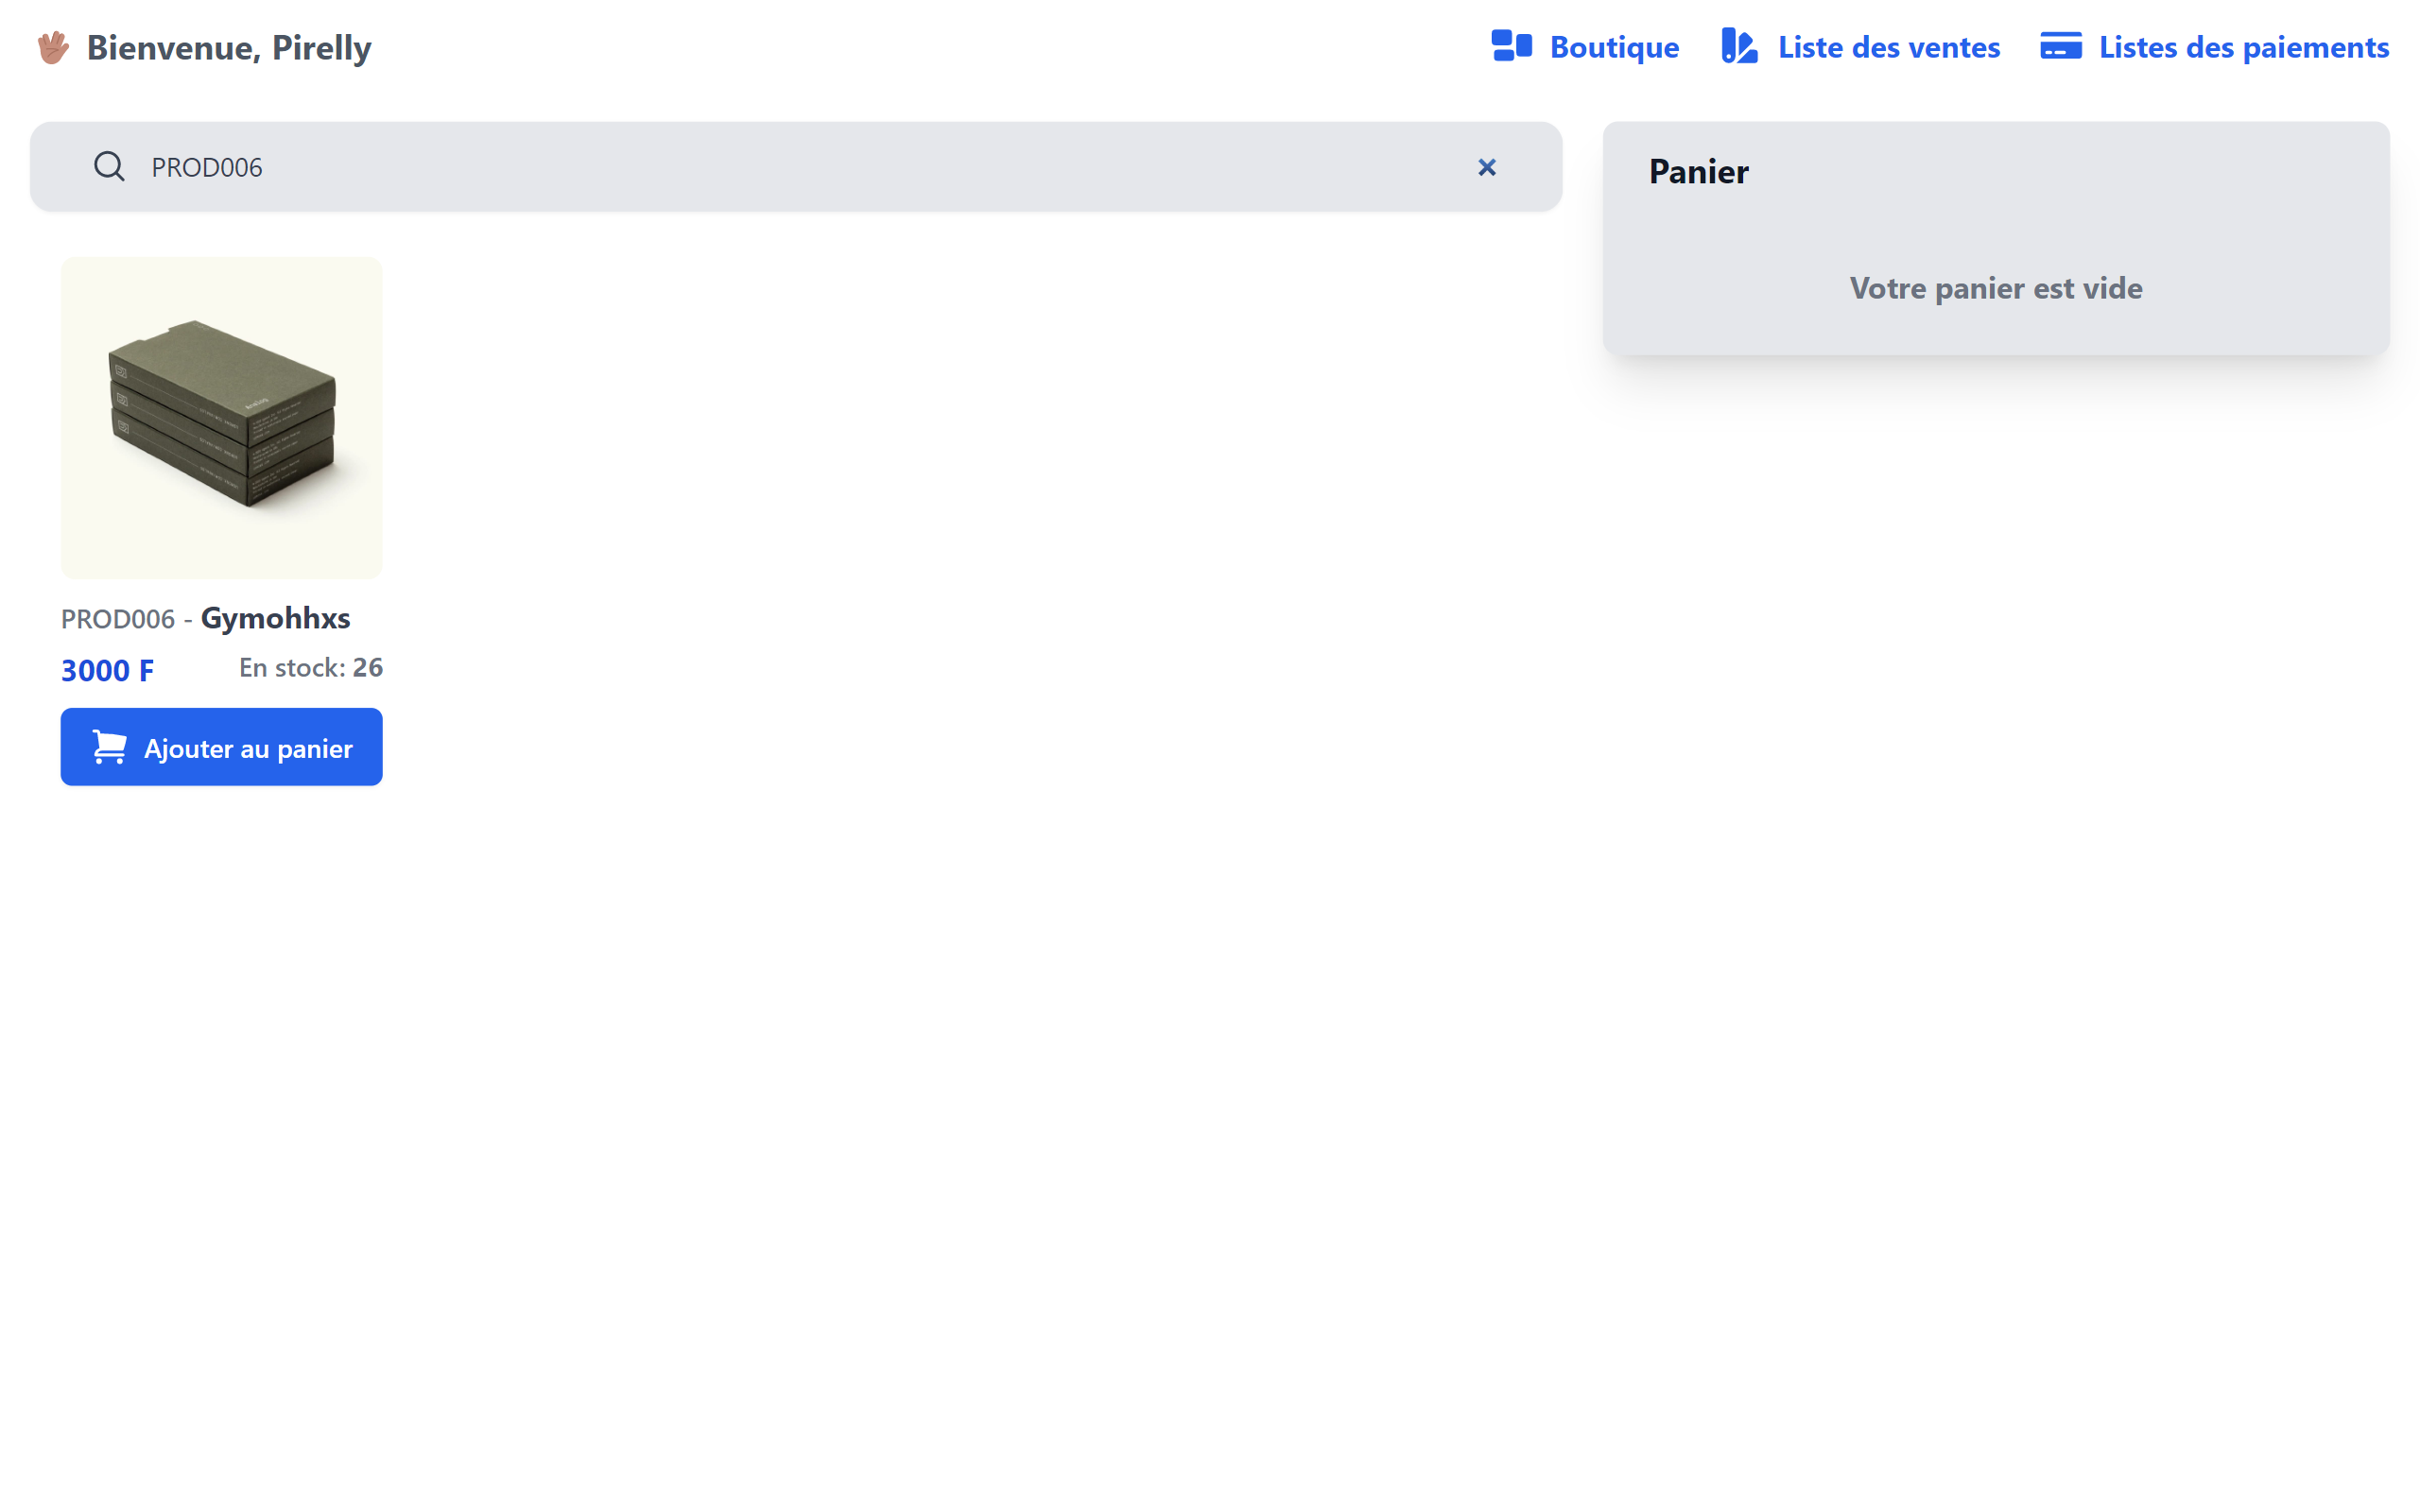 Bienvenue, Pirelly
Boutique
Liste des ventes
Listes des paiements
PROD006
Panier
Votre panier est vide
Analog
PROD006 - Gymohhxs
3000 F
En stock: 26
Ajouter au panier